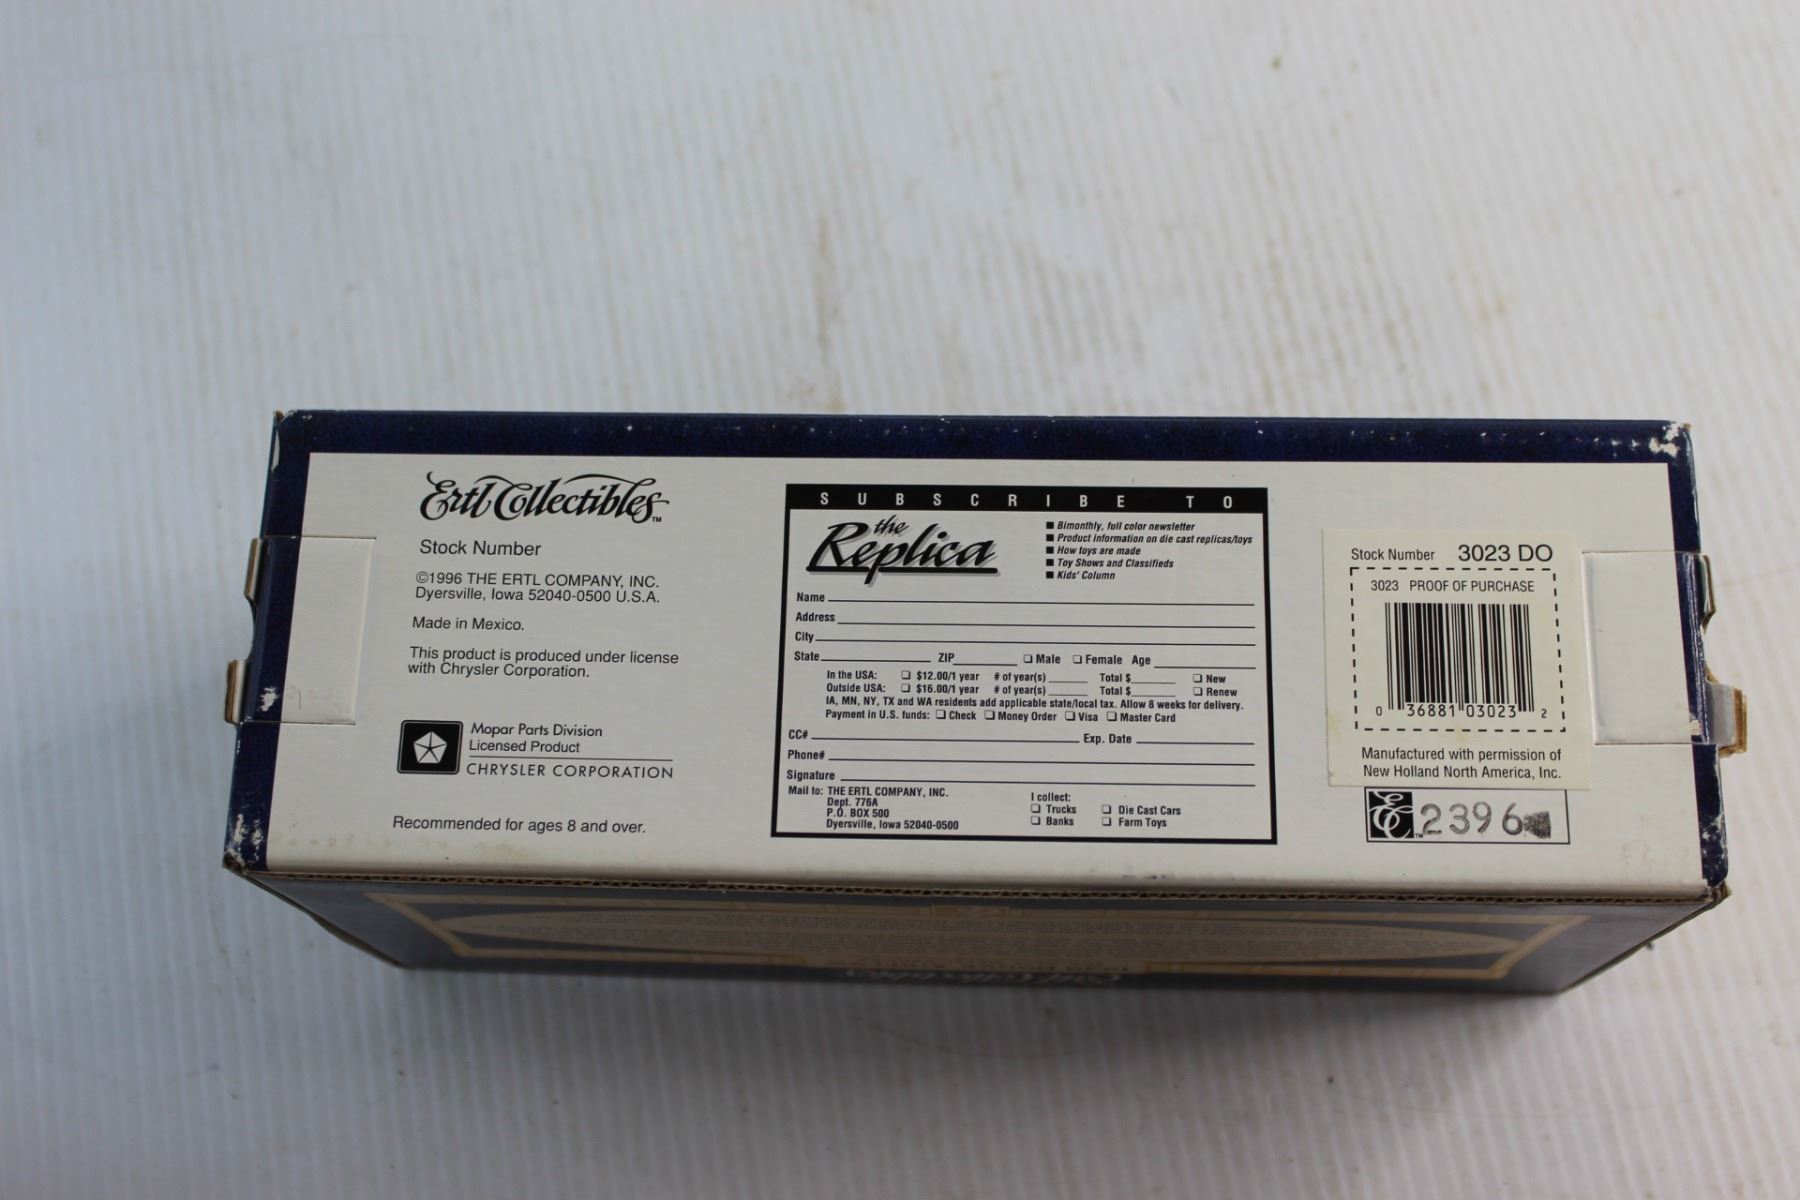 Ertl Collectibles™
Stock Number
©1996 THE ERTL COMPANY, INC.
Dyersville, Iowa 52040-0500 U.S.A.
Made in Mexico.
This product is produced under license
with Chrysler Corporation.
Mopar Parts Division
Licensed Product
CHRYSLER CORPORATION
Recommended for ages 8 and over.
SUBSCRIBE TO
the
Replica
■ Bimonthly, full color newsletter
■ Product information on die cast replicas/toys
■ How toys are made
■ Toy Shows and Classifieds
■ Kids' Column
Name
Address
City
State ZIP ❑ Male ❑ Female Age
In the USA: ❑ $12.00/1 year # of year(s) Total $ ❑ New
Outside USA: ❑ $16.00/1 year # of year(s) Total $ ❑ Renew
IA, MN, NY, TX and WA residents add applicable state/local tax. Allow 8 weeks for delivery.
Payment in U.S. funds: ❑ Check ❑ Money Order ❑ Visa ❑ Master Card
CC# Exp. Date
Phone#
Signature
Mail to: THE ERTL COMPANY, INC.
Dept. 776A
P.O. BOX 500
Dyersville, Iowa 52040-0500
I collect:
❑ Trucks ❑ Die Cast Cars
❑ Banks ❑ Farm Toys
Stock Number 3023 DO
3023 PROOF OF PURCHASE
0 36881 03023 2
Manufactured with permission of
New Holland North America, Inc.
EC™ 2396